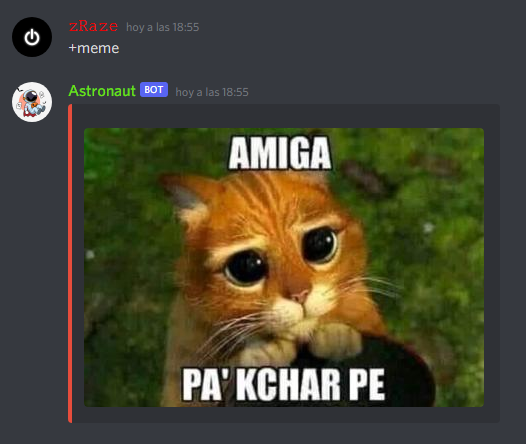 zRaze hoy a las 18:55
+meme
Astronaut BOT hoy a las 18:55
AMIGA
PA' KCHAR PE